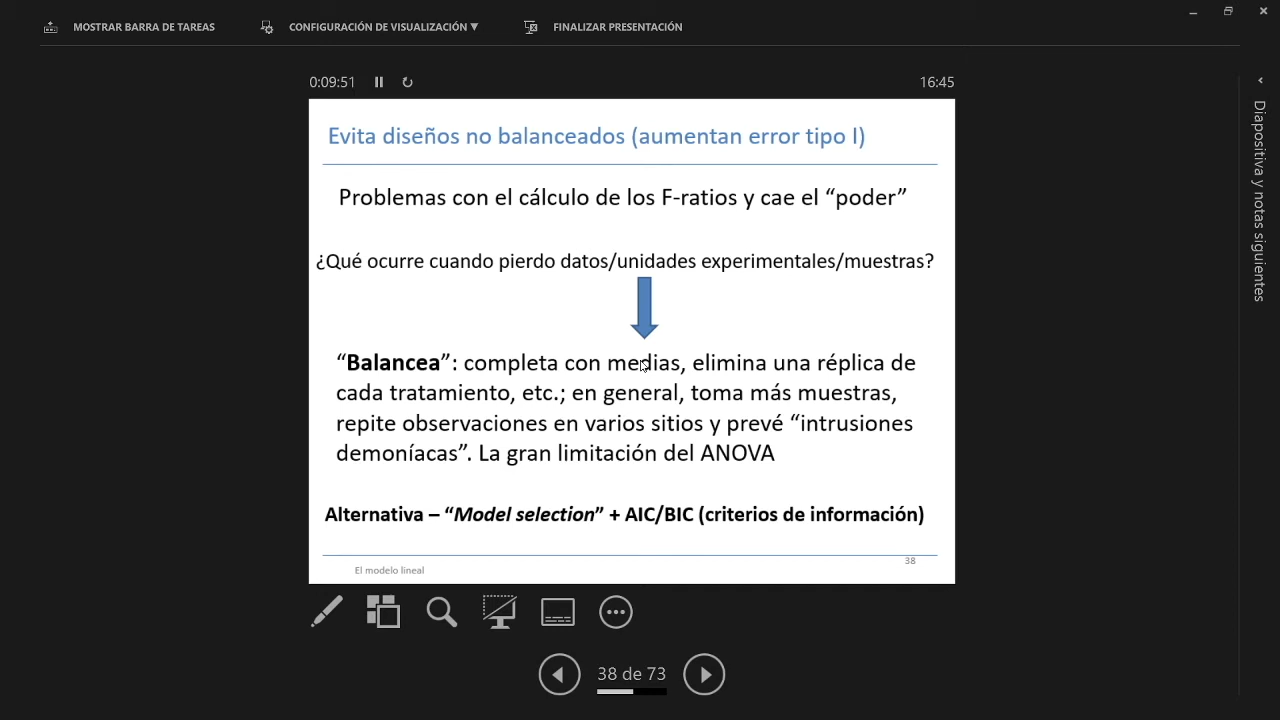 MOSTRAR BARRA DE TAREAS
CONFIGURACIÓN DE VISUALIZACIÓN ▼
FINALIZAR PRESENTACIÓN
0:09:51
16:45
Evita diseños no balanceados (aumentan error tipo I)
Problemas con el cálculo de los F-ratios y cae el “poder”
¿Qué ocurre cuando pierdo datos/unidades experimentales/muestras?
“Balancea”: completa con medias, elimina una réplica de
cada tratamiento, etc.; en general, toma más muestras,
repite observaciones en varios sitios y prevé “intrusiones
demoníacas”. La gran limitación del ANOVA
Alternativa – “Model selection” + AIC/BIC (criterios de información)
El modelo lineal
38
38 de 73
Diapositiva y notas siguientes